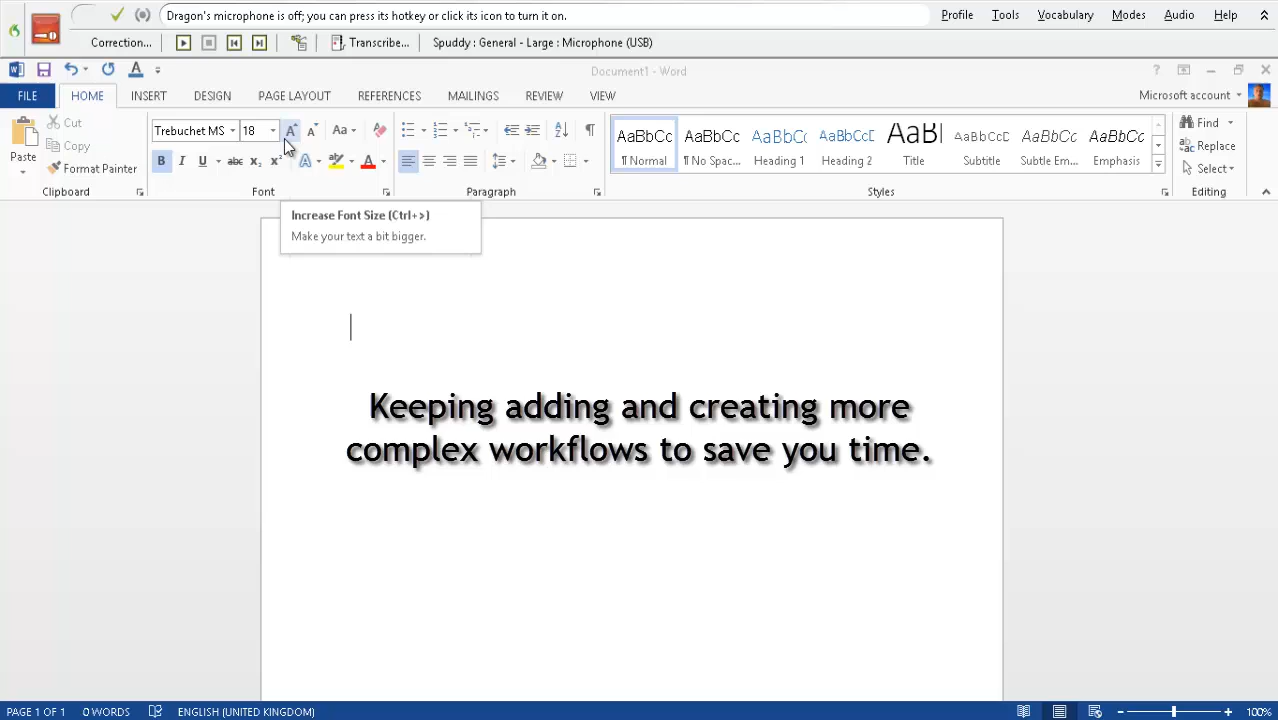 Dragon's microphone is off; you can press its hotkey or click its icon to turn it on.
Profile Tools Vocabulary Modes Audio Help
Correction... Transcribe... Spuddy : General - Large : Microphone (USB)
Document1 - Word
FILE HOME INSERT DESIGN PAGE LAYOUT REFERENCES MAILINGS REVIEW VIEW Microsoft account
Paste
Cut
Copy
Format Painter
Clipboard
Trebuchet MS 18
Font
Paragraph
AaBbCc AaBbCc AaBbC AaBbCcD AaB AaBbCc AaBbCc
¶ Normal ¶ No Spac... Heading 1 Heading 2 Title Subtitle Emphasis
Styles
Find
Replace
Select
Editing
Increase Font Size (Ctrl+>)
Make your text a bit bigger.
Keeping adding and creating more
complex workflows to save you time.
PAGE 1 OF 1 0 WORDS ENGLISH (UNITED KINGDOM) 100%